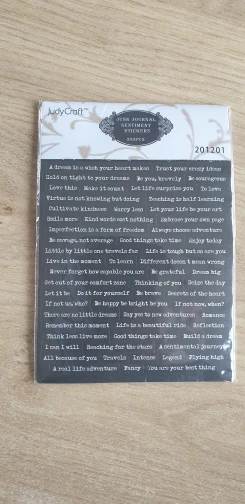 JudyCraft™
JUNK JOURNAL
SENTIMENT
STICKERS
201201
A dream is a wish your heart makes Trust your crazy ideas
Hold on tight to your dreams Be you, bravely Be courageous
Love this Make it count Let life surprise you To love
Virtue is not knowing but doing Teaching is half learning
Cultivate kindness Worry less Let your life be your art
Smile more Kind words cost nothing Embrace your own page
Imperfection is a form of freedom Always choose adventure
Be savage, not average Good things take time Enjoy today
Little by little one travels far Life is tough but so are you
Live in the moment To learn Different doesn't mean wrong
Never forget how capable you are Be grateful Dream big
Get out of your comfort zone Thinking of you Seize the day
Let it be Do it for yourself Be brave Secrets of the heart
If not us, who? Be happy be bright be you If not now, when?
There are no little dreams Say yes to new adventures Romance
Remember this moment Life is a beautiful ride Reflection
Think less live more Good things take time Build a dream
I can I will Reaching for the stars A sentimental journey
All because of you Travels Intense Legend Flying high
A real life adventure Fancy You are your best thing